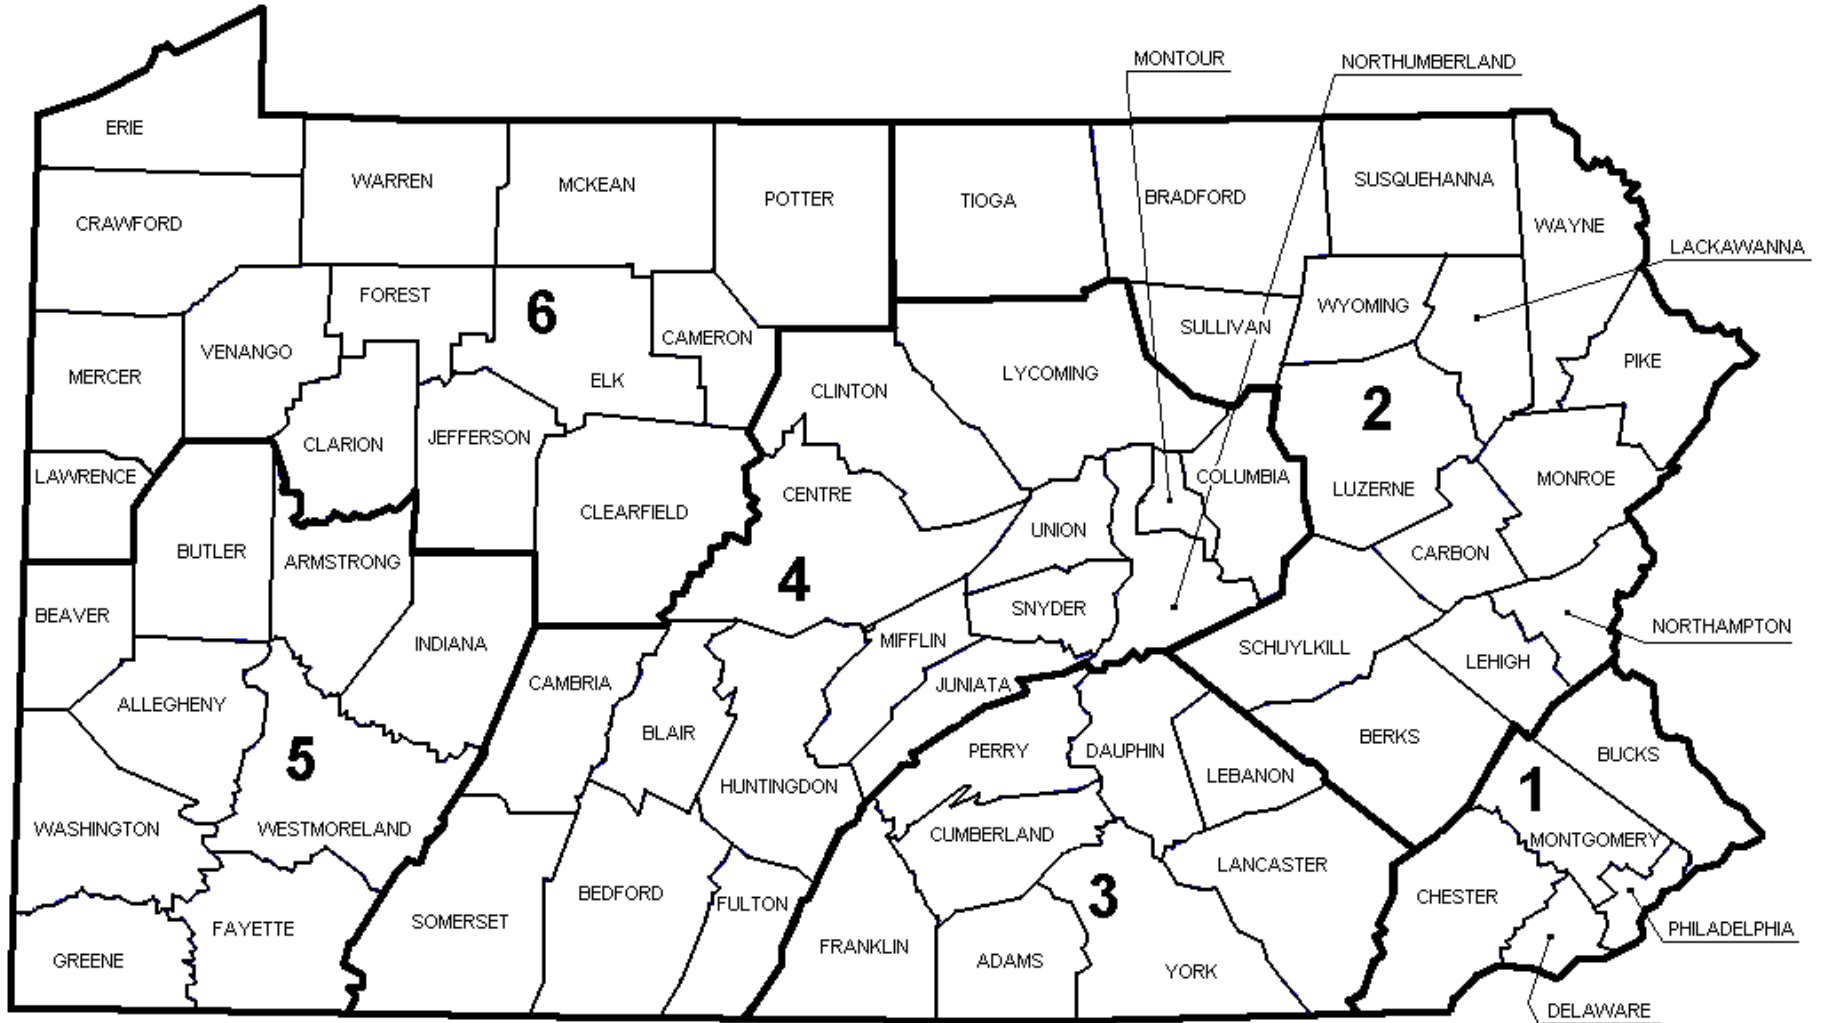 MONTOUR
NORTHUMBERLAND
ERIE
WARREN
MCKEAN
POTTER
TIOGA
BRADFORD
SUSQUEHANNA
WAYNE
CRAWFORD
LACKAWANNA
FOREST
6
WYOMING
VENANGO
CAMERON
SULLIVAN
MERCER
ELK
CLINTON
LYCOMING
PIKE
2
CLARION
JEFFERSON
LAWRENCE
CENTRE
COLUMBIA
LUZERNE
MONROE
CLEARFIELD
UNION
BUTLER
ARMSTRONG
CARBON
4
BEAVER
SNYDER
NORTHAMPTON
INDIANA
MIFFLIN
SCHUYLKILL
LEHIGH
CAMBRIA
JUNIATA
ALLEGHENY
BLAIR
5
PERRY
DAUPHIN
BERKS
BUCKS
LEBANON
HUNTINGDON
1
WASHINGTON
WESTMORELAND
CUMBERLAND
MONTGOMERY
LANCASTER
BEDFORD
3
CHESTER
FULTON
SOMERSET
FAYETTE
PHILADELPHIA
FRANKLIN
GREENE
ADAMS
YORK
DELAWARE